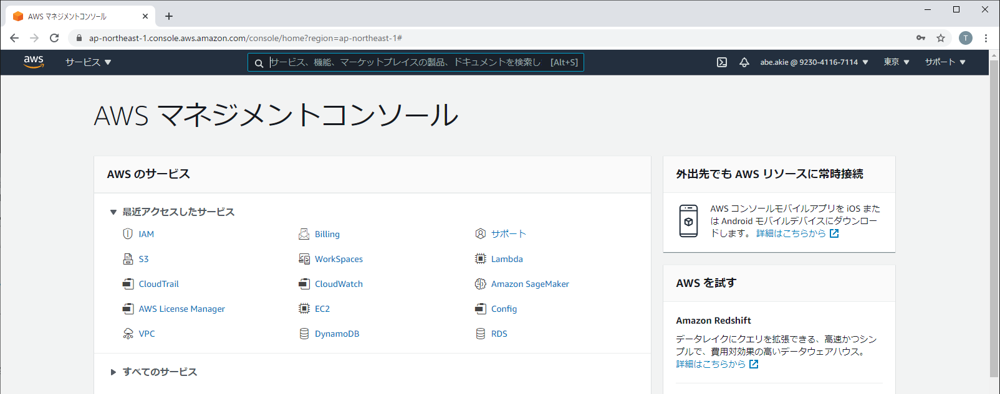 AWS マネジメントコンソール
ap-northeast-1.console.aws.amazon.com/console/home?region=ap-northeast-1#
T
aws サービス ▼ サービス、機能、マーケットプレイスの製品、ドキュメントを検索し [Alt+S] abe.akie @ 9230-4116-7114 ▼ 東京 ▼ サポート ▼
AWS マネジメントコンソール
AWS のサービス
▼ 最近アクセスしたサービス
IAM Billing サポート
S3 WorkSpaces Lambda
CloudTrail CloudWatch Amazon SageMaker
AWS License Manager EC2 Config
VPC DynamoDB RDS
▶ すべてのサービス
外出先でも AWS リソースに常時接続
AWS コンソールモバイルアプリを iOS また
は Android モバイルデバイスにダウンロー
ドします。 詳細はこちらから
AWS を試す
Amazon Redshift
データレイクにクエリを拡張できる、高速かつシン
プルで、費用対効果の高いデータウェアハウス。
詳細はこちらから